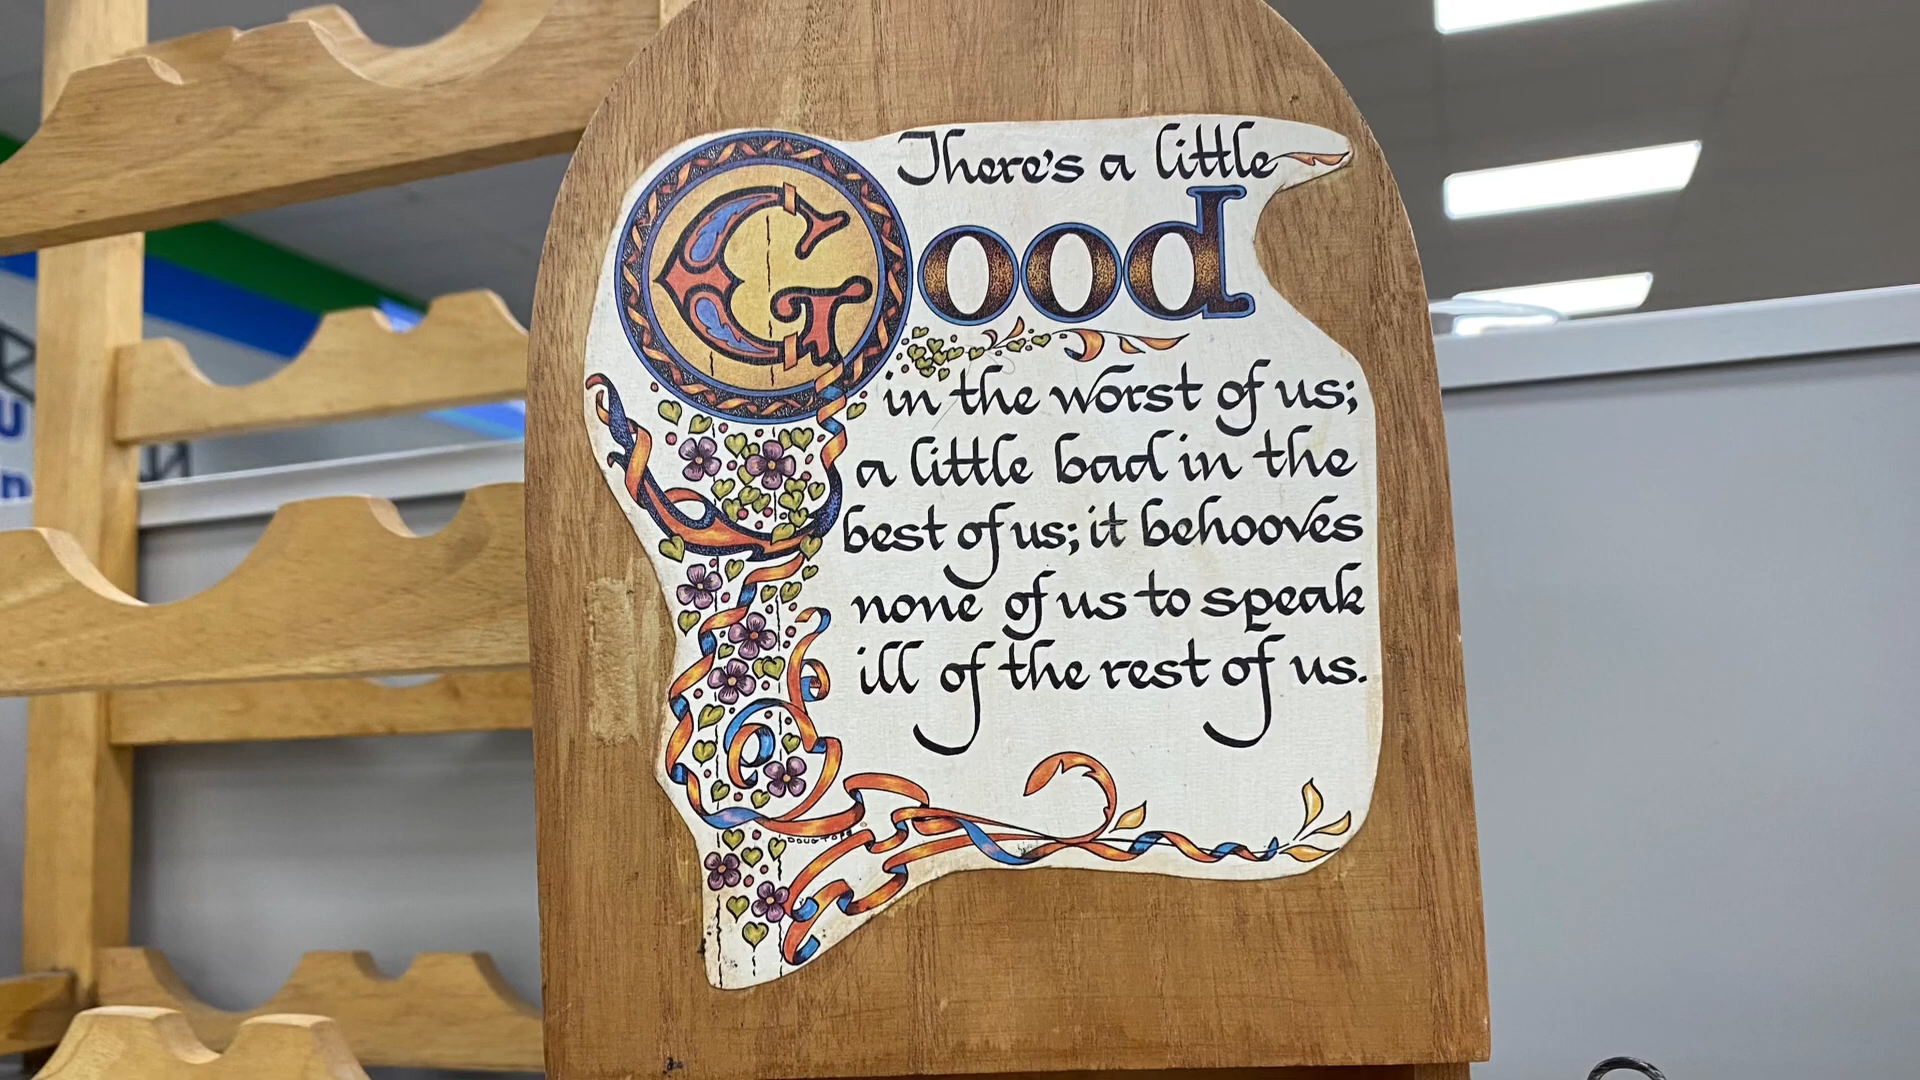 There's a little
Good
in the worst of us;
a little bad in the
best of us; it behooves
none of us to speak
ill of the rest of us.